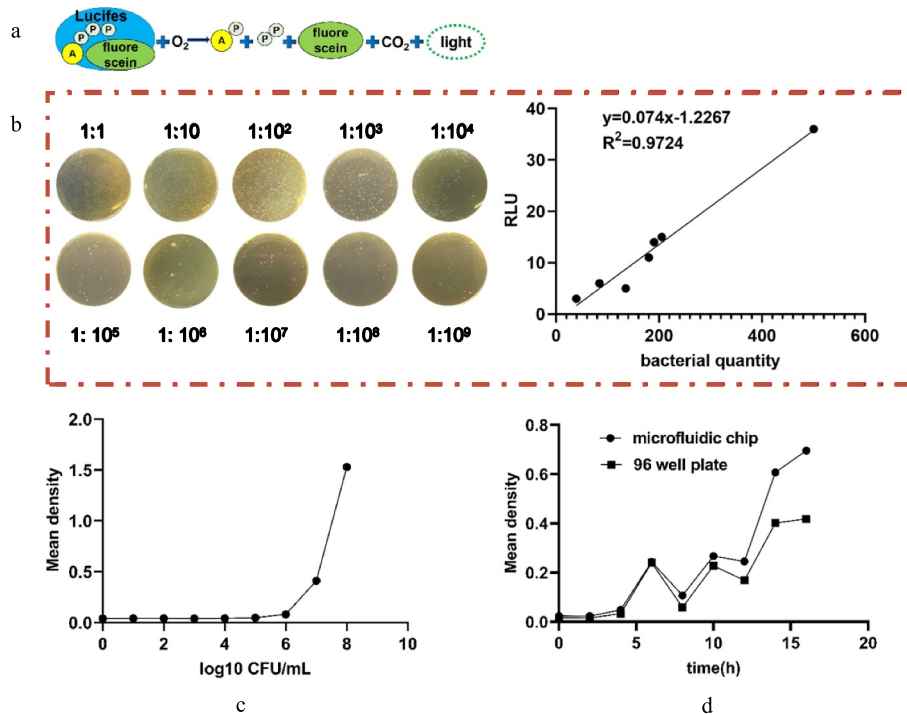 a
Lucifes
P P P
A
fluore
scein
+ O₂ → A P + P P + fluore scein + CO₂ + light
b
1:1 1:10 1:10² 1:10³ 1:10⁴
1: 10⁵ 1: 10⁶ 1:10⁷ 1:10⁸ 1:10⁹
y=0.074x-1.2267
R²=0.9724
RLU
40
30
20
10
0
0 200 400 600
bacterial quantity
Mean density
2.0
1.5
1.0
0.5
0.0
0 2 4 6 8 10
log10 CFU/mL
c
microfluidic chip
96 well plate
Mean density
0.8
0.6
0.4
0.2
0.0
0 5 10 15 20
time(h)
d